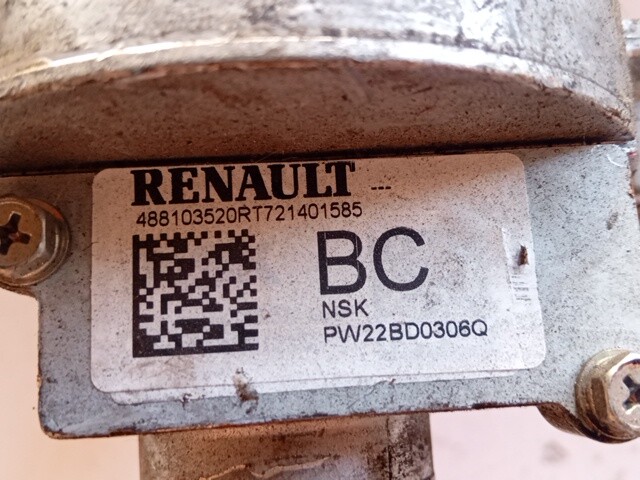 RENAULT ---
488103520RT721401585
BC
NSK
PW22BD0306Q